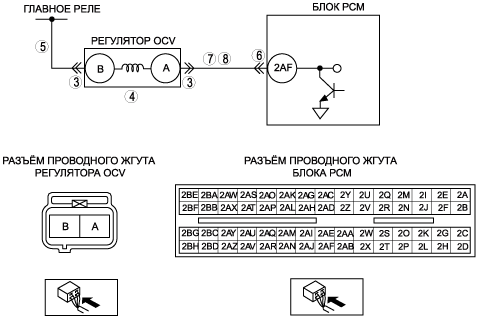 ГЛАВНОЕ РЕЛЕ
БЛОК PCM
РЕГУЛЯТОР OCV
5
B
A
3
3
4
7
8
6
2AF
РАЗЪЁМ ПРОВОДНОГО ЖГУТА
РЕГУЛЯТОРА OCV
B
A
РАЗЪЁМ ПРОВОДНОГО ЖГУТА
БЛОКА PCM
2BE 2BA 2AW 2AS 2AO 2AK 2AG 2AC 2Y 2U 2Q 2M 2I 2E 2A
2BF 2BB 2AX 2AT 2AP 2AL 2AH 2AD 2Z 2V 2R 2N 2J 2F 2B
2BG 2BC 2AY 2AU 2AQ 2AM 2AI 2AE 2AA 2W 2S 2O 2K 2G 2C
2BH 2BD 2AZ 2AV 2AR 2AN 2AJ 2AF 2AB 2X 2T 2P 2L 2H 2D